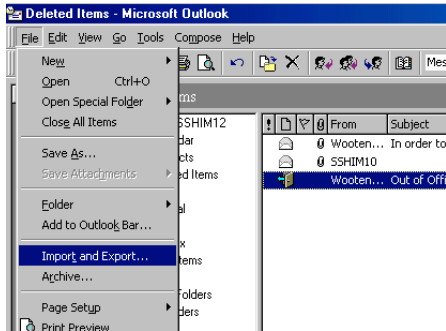 Deleted Items - Microsoft Outlook
File Edit View Go Tools Compose Help
New
Open Ctrl+O
Open Special Folder
Close All Items
Save As...
Save Attachments
Folder
Add to Outlook Bar...
Import and Export...
Archive...
Page Setup
Print Preview
Mes
ms
SSHIM12
dar
cts
ed Items
al
x
tems
Folders
ders
! From Subject
Wooten... In order to
SSHIM10
Wooten... Out of Offi